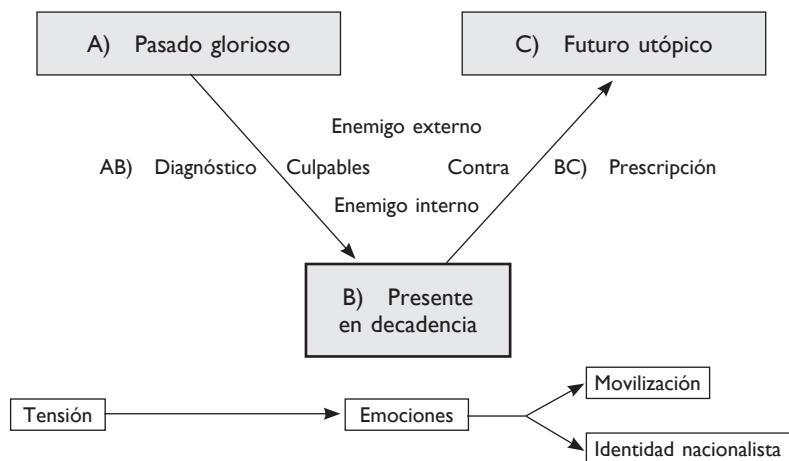 A) Pasado glorioso
C) Futuro utópico
Enemigo externo
AB) Diagnóstico Culpables Contra BC) Prescripción
Enemigo interno
B) Presente
en decadencia
Movilización
Tensión Emociones
Identidad nacionalista